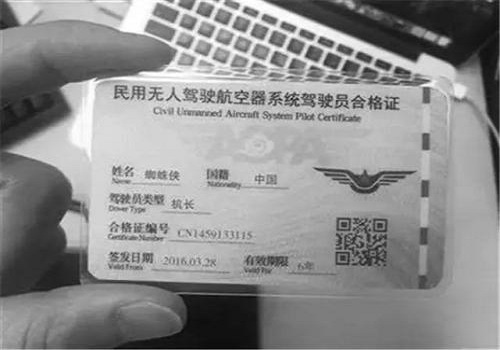 民用无人驾驶航空器系统驾驶员合格证
Civil Unmanned Aircraft System Pilot Certificate
姓名 蜘蛛侠 国籍 中国
Name Nationality
驾驶员类型 机长
Dover Type
合格证编号 CN1459133115
Certificate Number
签发日期 2016.03.28 有效期限 6年
Valid From Valid For